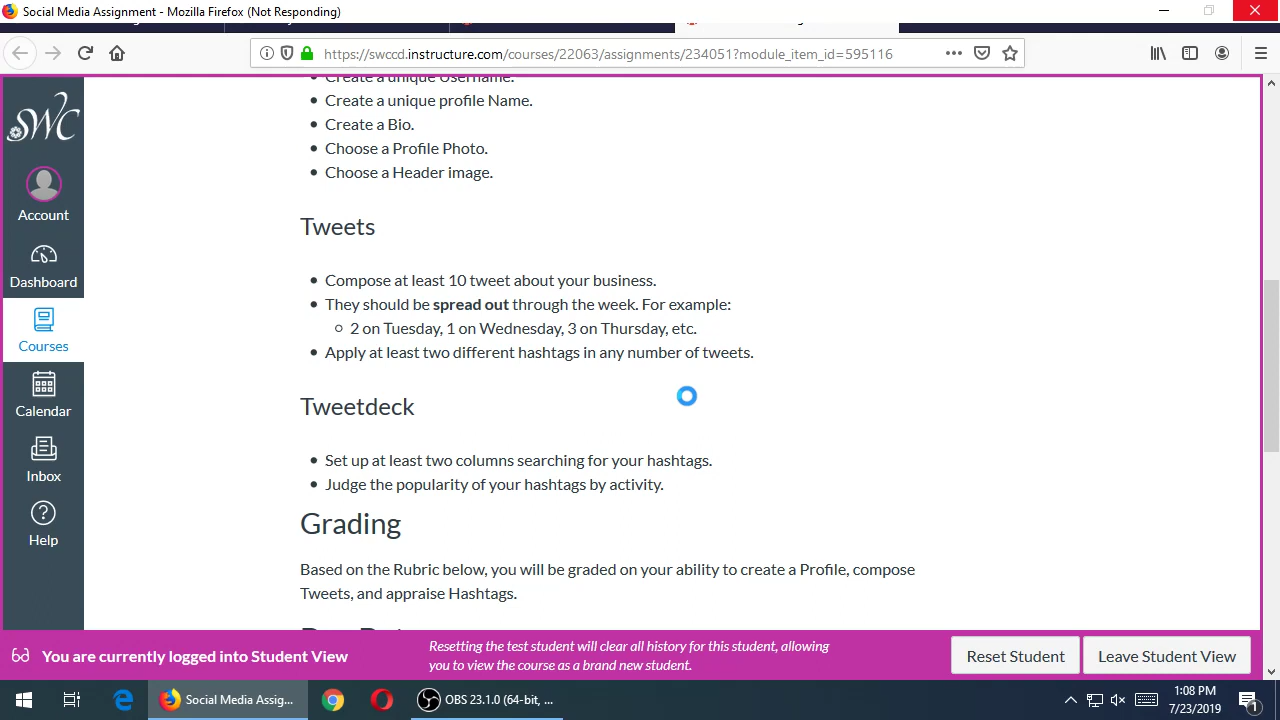 Social Media Assignment - Mozilla Firefox (Not Responding)
https://swccd.instructure.com/courses/22063/assignments/234051?module_item_id=595116
SWC
Account
Dashboard
Courses
Calendar
Inbox
Help
Create a unique Username.
Create a unique profile Name.
Create a Bio.
Choose a Profile Photo.
Choose a Header image.
Tweets
Compose at least 10 tweet about your business.
They should be spread out through the week. For example:
2 on Tuesday, 1 on Wednesday, 3 on Thursday, etc.
Apply at least two different hashtags in any number of tweets.
Tweetdeck
Set up at least two columns searching for your hashtags.
Judge the popularity of your hashtags by activity.
Grading
Based on the Rubric below, you will be graded on your ability to create a Profile, compose
Tweets, and appraise Hashtags.
You are currently logged into Student View
Resetting the test student will clear all history for this student, allowing
you to view the course as a brand new student.
Reset Student
Leave Student View
Social Media Assig...
OBS 23.1.0 (64-bit, ...
1:08 PM
7/23/2019
1